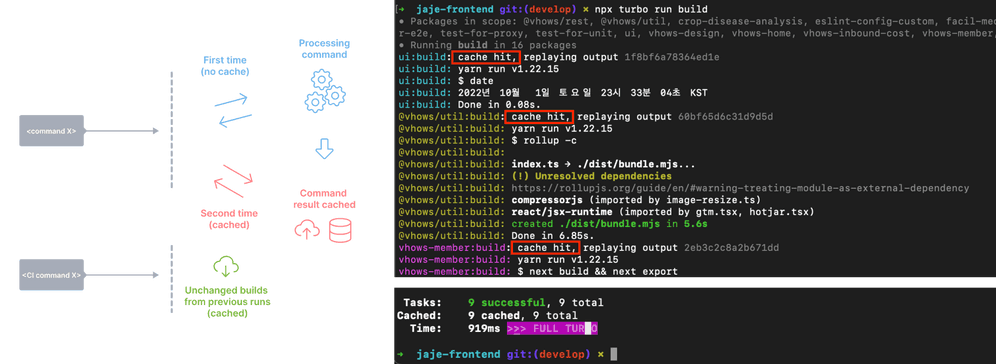 First time
(no cache)
Processing
command
<command X>
Second time
(cached)
Command
result cached
<CI command X>
Unchanged builds
from previous runs
(cached)
➜ jaje-frontend git:(develop) × npx turbo run build
• Packages in scope: @vhows/rest, @vhows/util, crop-disease-analysis, eslint-config-custom, facil-med
r-e2e, test-for-proxy, test-for-unit, ui, vhows-design, vhows-home, vhows-inbound-cost, vhows-member,
• Running build in 16 packages
ui:build: cache hit, replaying output 1f8bf6a78364ed1e
ui:build: yarn run v1.22.15
ui:build: $ date
ui:build: 2022년 10월 1일 토요일 23시 33분 04초 KST
ui:build: Done in 0.08s.
@vhows/util:build: cache hit, replaying output 60bf65d6c31d9d5d
@vhows/util:build: yarn run v1.22.15
@vhows/util:build: $ rollup -c
@vhows/util:build:
@vhows/util:build: index.ts → ./dist/bundle.mjs...
@vhows/util:build: (!) Unresolved dependencies
@vhows/util:build: https://rollupjs.org/guide/en/#warning-treating-module-as-external-dependency
@vhows/util:build: compressorjs (imported by image-resize.ts)
@vhows/util:build: react/jsx-runtime (imported by gtm.tsx, hotjar.tsx)
@vhows/util:build: created ./dist/bundle.mjs in 5.6s
@vhows/util:build: Done in 6.85s.
vhows-member:build: cache hit, replaying output 2eb3c2c8a2b671dd
vhows-member:build: yarn run v1.22.15
vhows-member:build: $ next build && next export
Tasks: 9 successful, 9 total
Cached: 9 cached, 9 total
Time: 919ms >>> FULL TURBO
➜ jaje-frontend git:(develop) ×